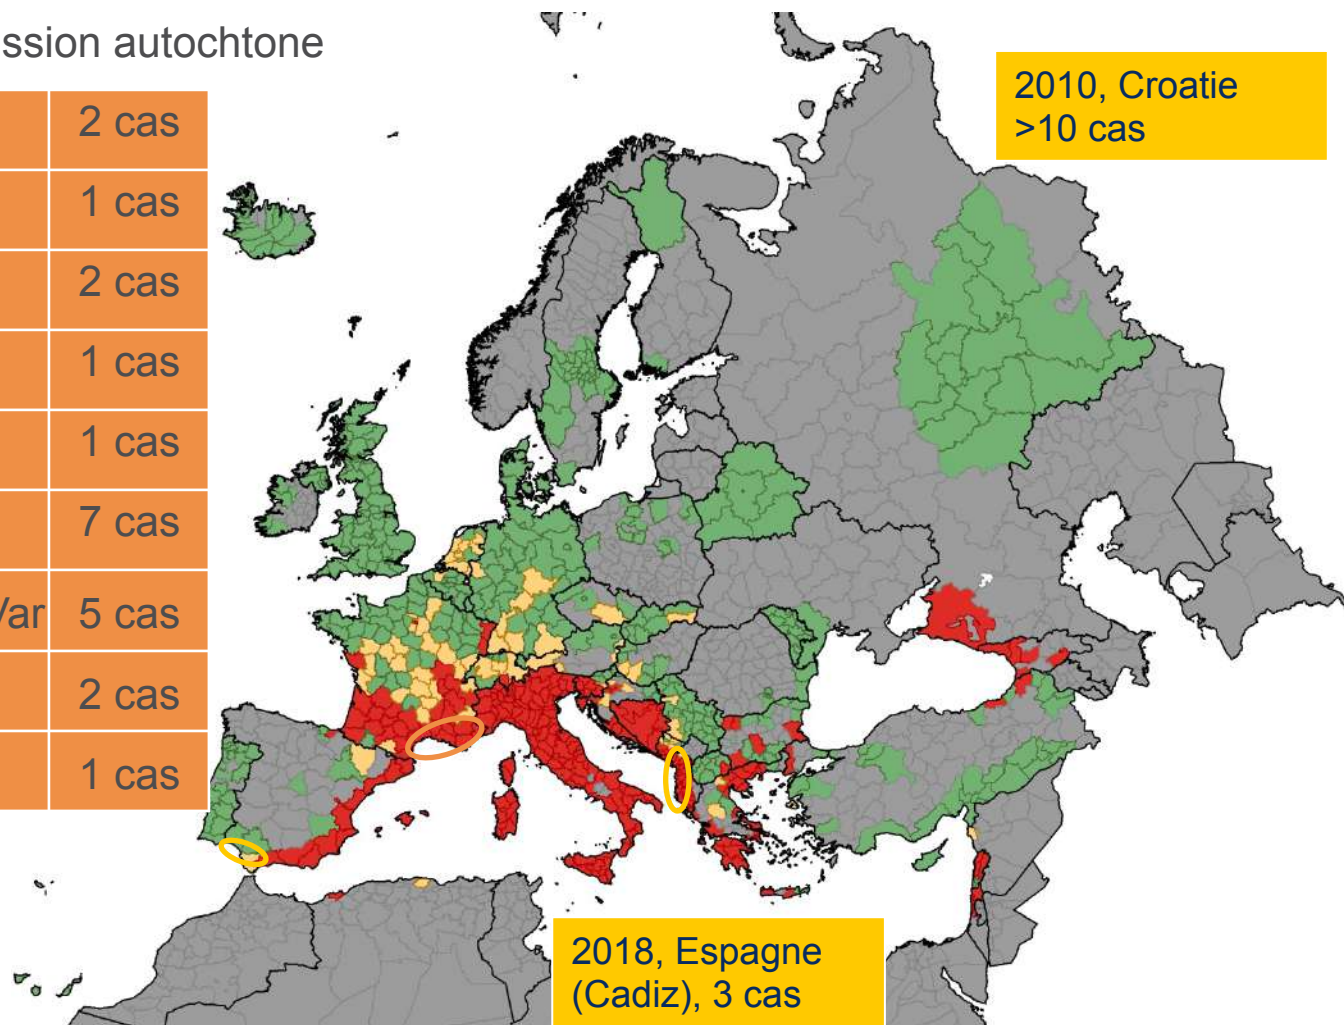 ssion autochtone
2 cas
1 cas
2 cas
1 cas
1 cas
7 cas
Var 5 cas
2 cas
1 cas
2010, Croatie
>10 cas
2018, Espagne
(Cadiz), 3 cas